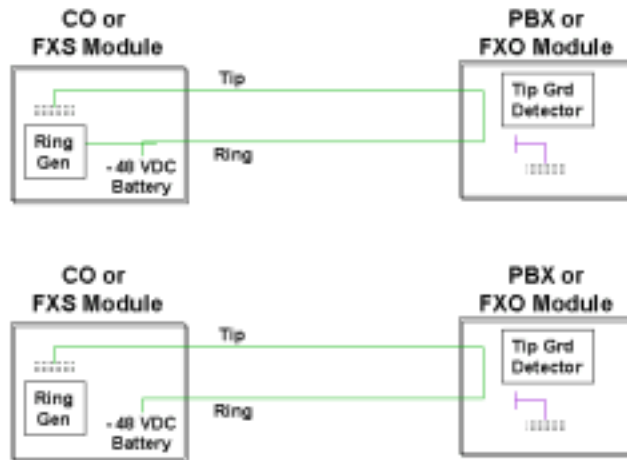 CO or
FXS Module
PBX or
FXO Module
Tip
Tip Grd
Detector
Ring
Gen
Ring
- 48 VDC
Battery
CO or
FXS Module
PBX or
FXO Module
Tip
Tip Grd
Detector
Ring
Gen
Ring
- 48 VDC
Battery